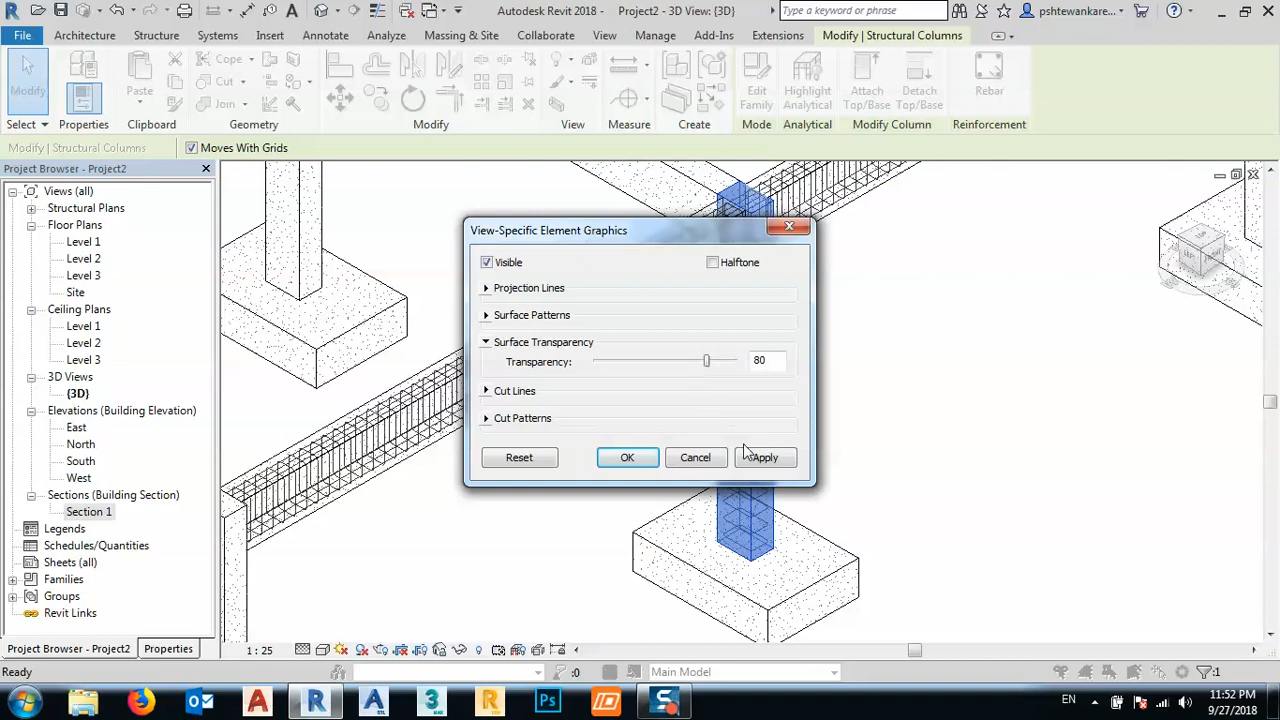 Autodesk Revit 2018 - Project2 - 3D View: {3D}
Type a keyword or phrase
pshtewankare...
File Architecture Structure Systems Insert Annotate Analyze Massing & Site Collaborate View Manage Add-Ins Extensions Modify | Structural Columns
Modify
Paste
Cope
Cut
Join
Edit Family
Highlight Analytical
Attach Top/Base
Detach Top/Base
Rebar
Select Properties Clipboard Geometry Modify View Measure Create Mode Analytical Modify Column Reinforcement
Modify | Structural Columns Moves With Grids
Project Browser - Project2
Views (all)
Structural Plans
Floor Plans
Level 1
Level 2
Level 3
Site
Ceiling Plans
Level 1
Level 2
Level 3
3D Views
{3D}
Elevations (Building Elevation)
East
North
South
West
Sections (Building Section)
Section 1
Legends
Schedules/Quantities
Sheets (all)
Families
Groups
Revit Links
Project Browser - Project2 Properties
View-Specific Element Graphics
Visible Halftone
Projection Lines
Surface Patterns
Surface Transparency
Transparency: 80
Cut Lines
Cut Patterns
Reset OK Cancel Apply
1 : 25
Ready
:0
Main Model
:1
EN
11:52 PM
9/27/2018